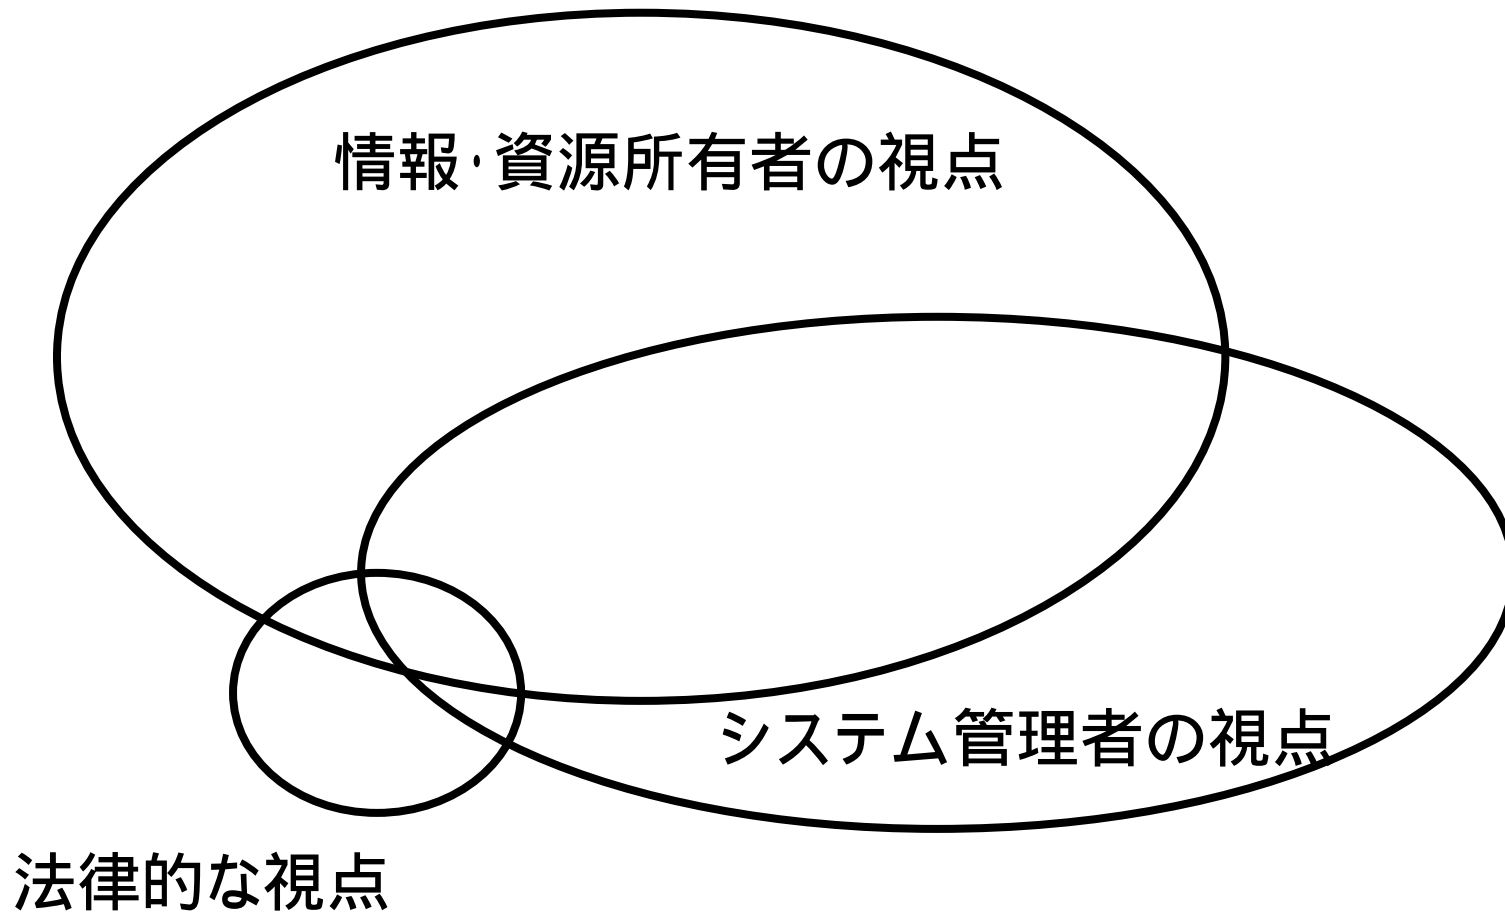 情報・資源所有者の視点
システム管理者の視点
法律的な視点